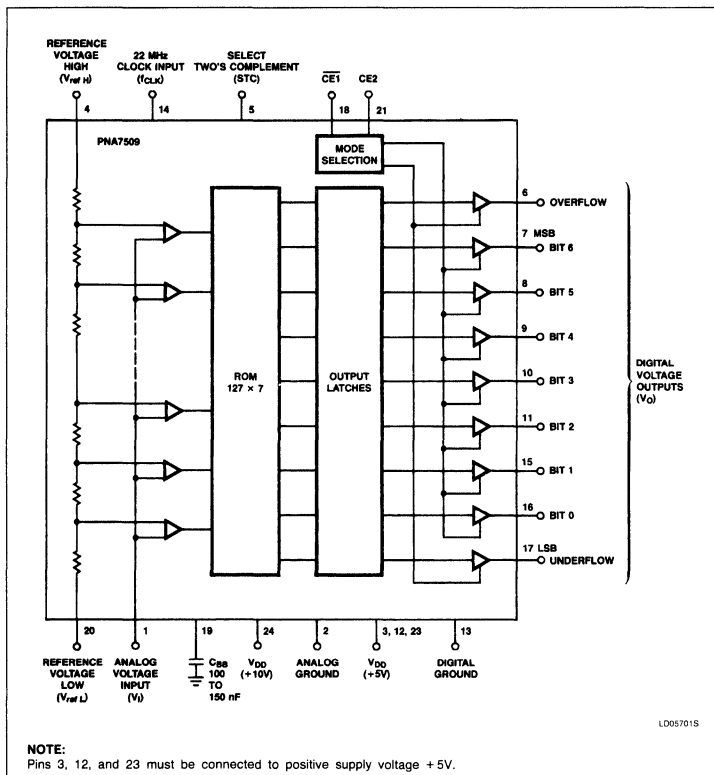 REFERENCE
VOLTAGE
HIGH
(Vref H)
4
22 MHz
CLOCK INPUT
(fCLK)
14
SELECT
TWO'S COMPLEMENT
(STC)
5
CE1
18
CE2
21
PNA7509
MODE
SELECTION
ROM
127 × 7
OUTPUT
LATCHES
6
OVERFLOW
7 MSB
BIT 6
8
BIT 5
9
BIT 4
10
BIT 3
11
BIT 2
15
BIT 1
16
BIT 0
17 LSB
UNDERFLOW
DIGITAL
VOLTAGE
OUTPUTS
(VO)
20
REFERENCE
VOLTAGE
LOW
(Vref L)
1
ANALOG
VOLTAGE
INPUT
(VI)
19
CBB
100
TO
150 nF
24
VDD
(+10V)
2
ANALOG
GROUND
3, 12, 23
VDD
(+5V)
13
DIGITAL
GROUND
LD05701S
NOTE:
Pins 3, 12, and 23 must be connected to positive supply voltage +5V.